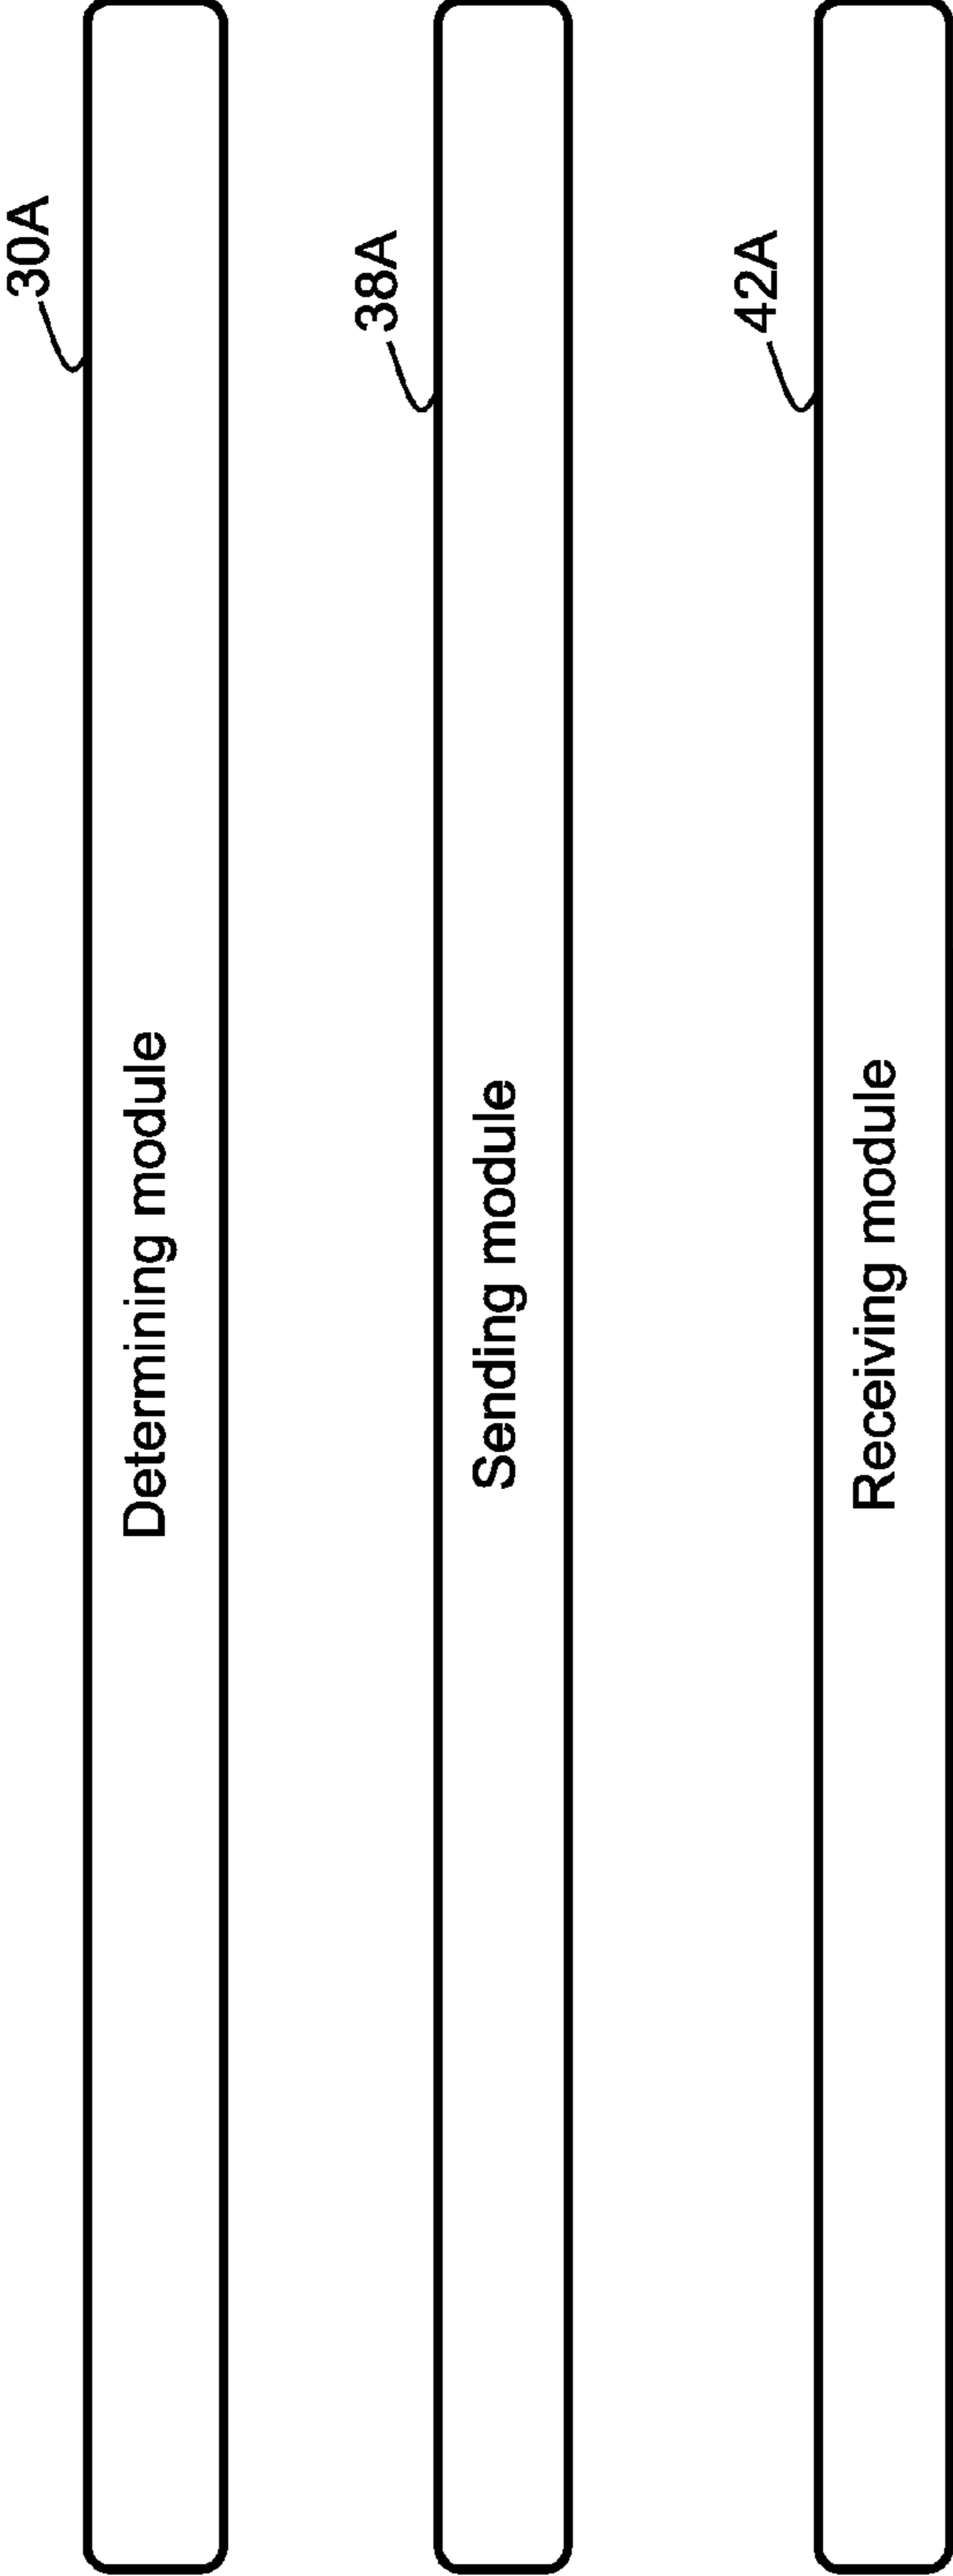 30A
Determining module
38A
Sending module
42A
Receiving module